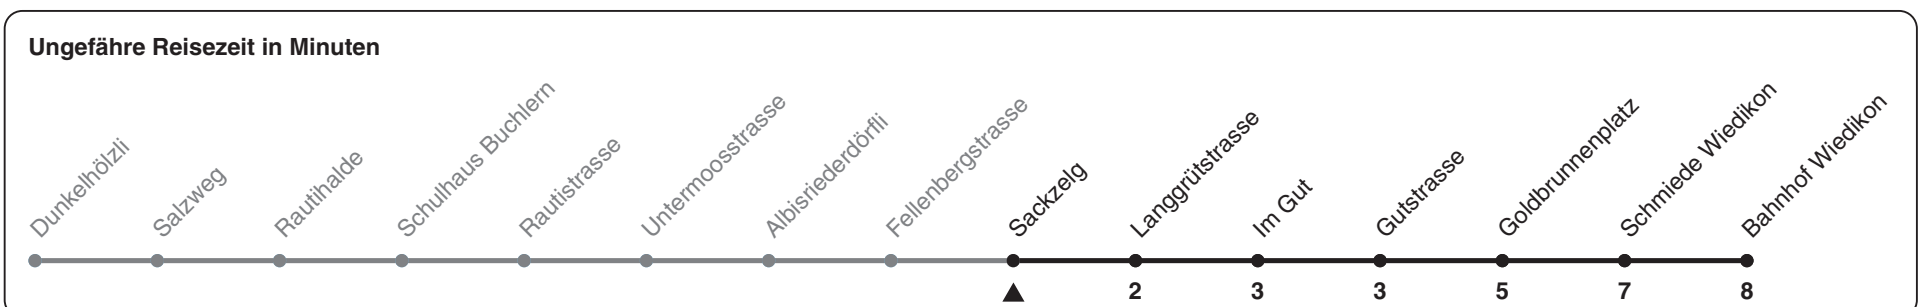 Ungefähre Reisezeit in Minuten
Dunkelhölzli
Salzweg
Rautihalde
Schulhaus Buchlern
Rautistrasse
Untermoosstrasse
Albisriederdörfli
Fellenbergstrasse
Sackzelg
Langgrütstrasse
Im Gut
Gutstrasse
Goldbrunnenplatz
Schmiede Wiedikon
Bahnhof Wiedikon
2 3 3 5 7 8